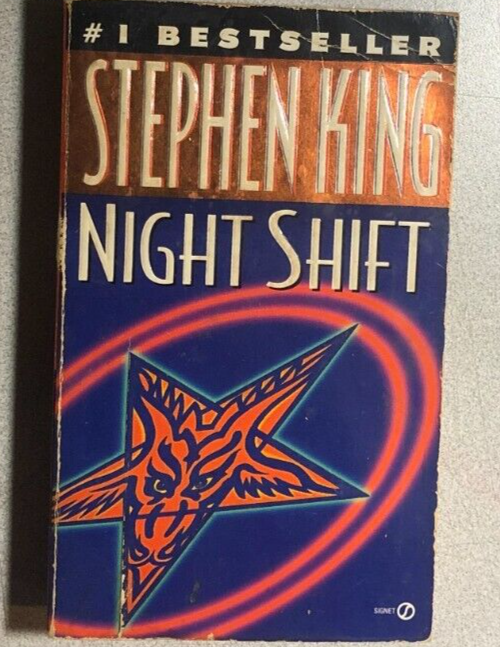 # 1 BESTSELLER
STEPHEN KING
NIGHT SHIFT
SIGNET